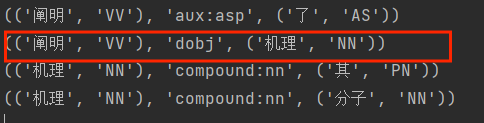 (('阐明', 'VV'), 'aux:asp', ('了', 'AS'))
(('阐明', 'VV'), 'dobj', ('机理', 'NN'))
(('机理', 'NN'), 'compound:nn', ('其', 'PN'))
(('机理', 'NN'), 'compound:nn', ('分子', 'NN'))